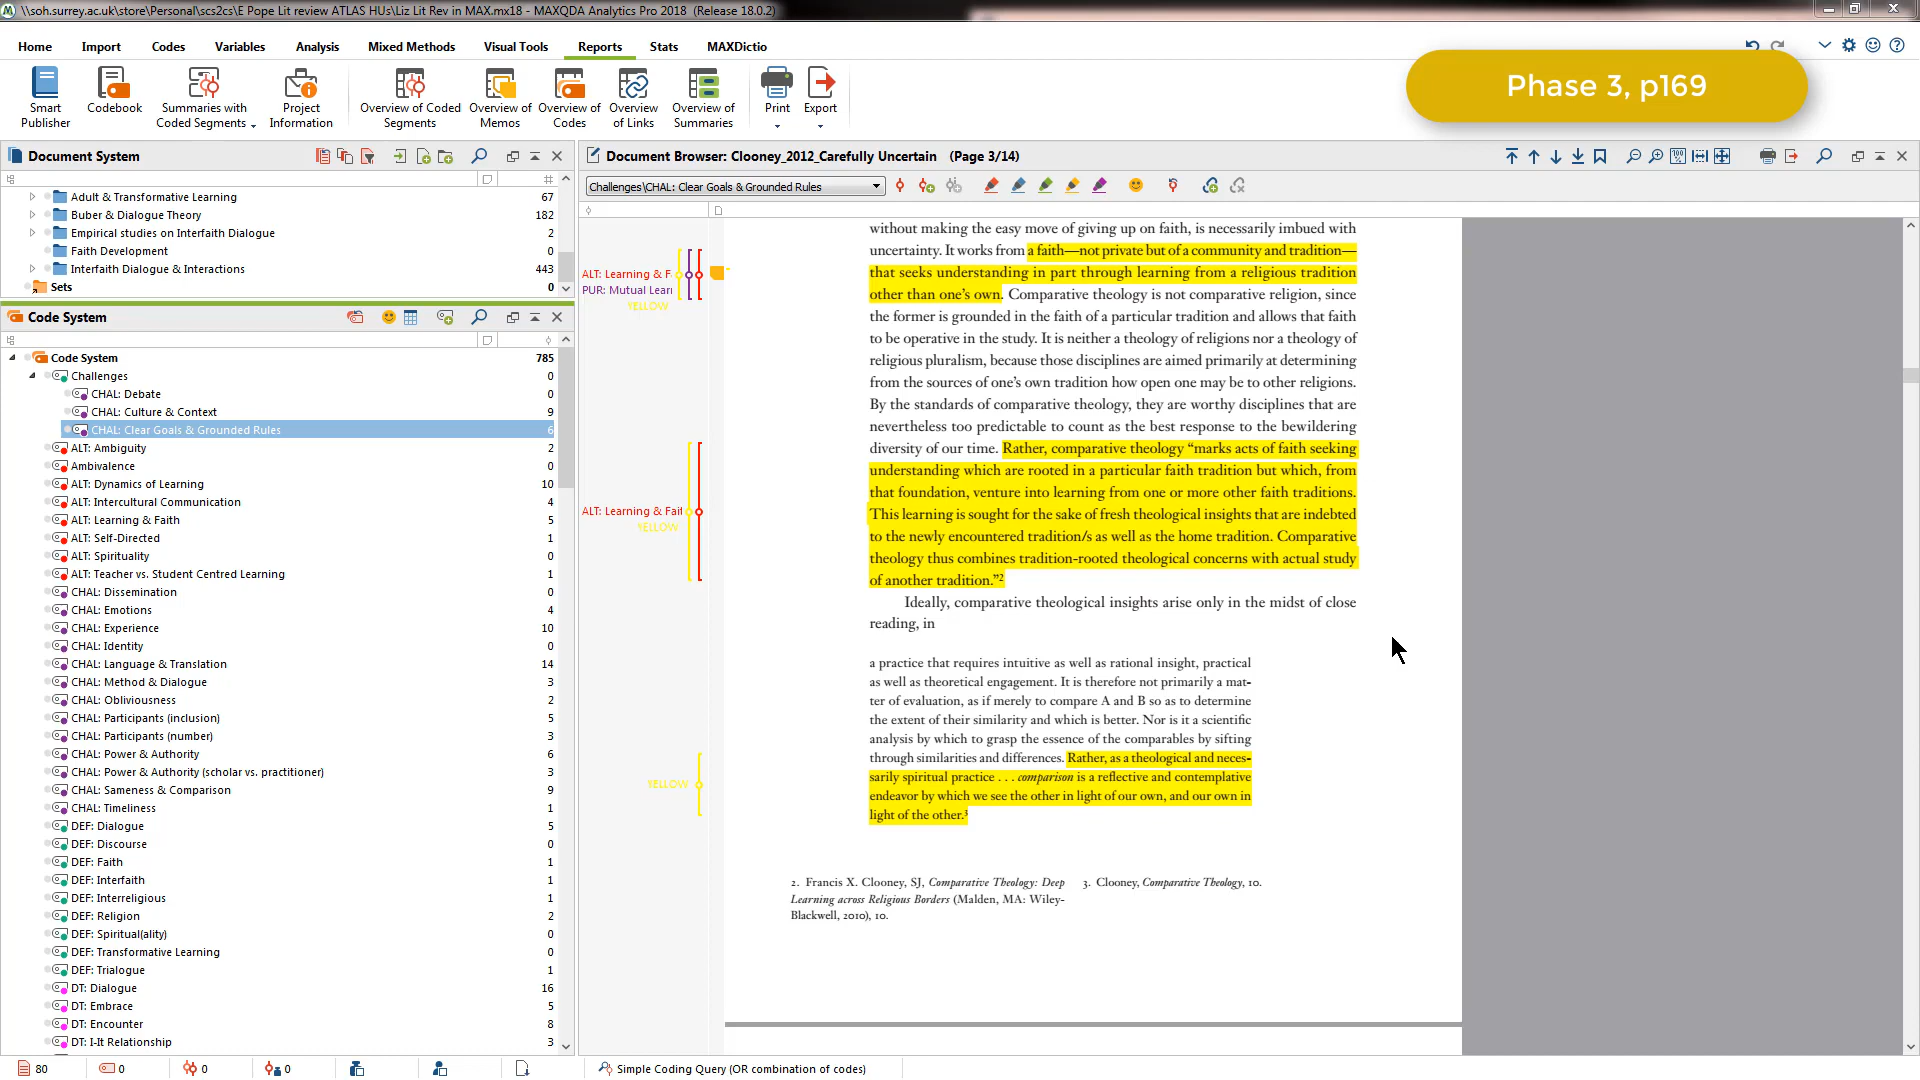 \\soh.surrey.ac.uk\store\Personal\scs2cs\E Pope Lit review ATLAS HUs\Liz Lit Rev in MAX.mx18 - MAXQDA Analytics Pro 2018 (Release 18.0.2)
Home Import Codes Variables Analysis Mixed Methods Visual Tools Reports Stats MAXDictio
Phase 3, p169
Smart Publisher
Codebook
Summaries with Coded Segments
Project Information
Overview of Coded Segments
Overview of Memos
Overview of Codes
Overview of Links
Overview of Summaries
Print
Export
Document System
Adult & Transformative Learning 67
Buber & Dialogue Theory 182
Empirical studies on Interfaith Dialogue 2
Faith Development 0
Interfaith Dialogue & Interactions 443
Sets 0
Code System
Code System 785
Challenges 0
CHAL: Debate 0
CHAL: Culture & Context 9
CHAL: Clear Goals & Grounded Rules 6
ALT: Ambiguity 2
Ambivalence 0
ALT: Dynamics of Learning 10
ALT: Intercultural Communication 4
ALT: Learning & Faith 5
ALT: Self-Directed 1
ALT: Spirituality 0
ALT: Teacher vs. Student Centred Learning 1
CHAL: Dissemination 0
CHAL: Emotions 4
CHAL: Experience 10
CHAL: Identity 0
CHAL: Language & Translation 14
CHAL: Method & Dialogue 3
CHAL: Obliviousness 2
CHAL: Participants (inclusion) 5
CHAL: Participants (number) 3
CHAL: Power & Authority 6
CHAL: Power & Authority (scholar vs. practitioner) 3
CHAL: Sameness & Comparison 9
CHAL: Timeliness 1
DEF: Dialogue 5
DEF: Discourse 0
DEF: Faith 1
DEF: Interfaith 1
DEF: Interreligious 1
DEF: Religion 2
DEF: Spiritual(ality) 0
DEF: Transformative Learning 0
DEF: Trialogue 1
DT: Dialogue 16
DT: Embrace 5
DT: Encounter 8
DT: I-It Relationship 3
Document Browser: Clooney_2012_Carefully Uncertain (Page 3/14)
Challenges\CHAL: Clear Goals & Grounded Rules
ALT: Learning & F
PUR: Mutual Lear
YELLOW
ALT: Learning & Fait
YELLOW
YELLOW
without making the easy move of giving up on faith, is necessarily imbued with
uncertainty. It works from a faith—not private but of a community and tradition—
that seeks understanding in part through learning from a religious tradition
other than one's own. Comparative theology is not comparative religion, since
the former is grounded in the faith of a particular tradition and allows that faith
to be operative in the study. It is neither a theology of religions nor a theology of
religious pluralism, because those disciplines are aimed primarily at determining
from the sources of one's own tradition how open one may be to other religions.
By the standards of comparative theology, they are worthy disciplines that are
nevertheless too predictable to count as the best response to the bewildering
diversity of our time. Rather, comparative theology “marks acts of faith seeking
understanding which are rooted in a particular faith tradition but which, from
that foundation, venture into learning from one or more other faith traditions.
This learning is sought for the sake of fresh theological insights that are indebted
to the newly encountered tradition/s as well as the home tradition. Comparative
theology thus combines tradition-rooted theological concerns with actual study
of another tradition.”2
Ideally, comparative theological insights arise only in the midst of close
reading, in
a practice that requires intuitive as well as rational insight, practical
as well as theoretical engagement. It is therefore not primarily a mat-
ter of evaluation, as if merely to compare A and B so as to determine
the extent of their similarity and which is better. Nor is it a scientific
analysis by which to grasp the essence of the comparables by sifting
through similarities and differences. Rather, as a theological and neces-
sarily spiritual practice . . . comparison is a reflective and contemplative
endeavor by which we see the other in light of our own, and our own in
light of the other.3
2. Francis X. Clooney, SJ, Comparative Theology: Deep
Learning across Religious Borders (Malden, MA: Wiley-
Blackwell, 2010), 10.
3. Clooney, Comparative Theology, 10.
80 0 0 0 Simple Coding Query (OR combination of codes)